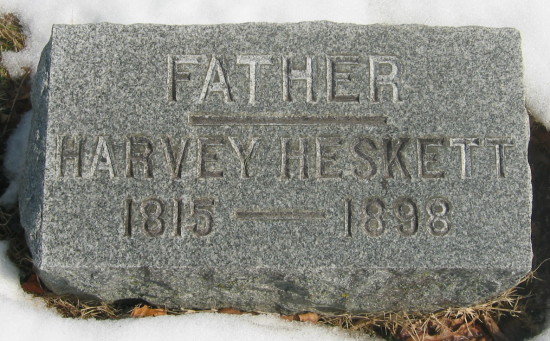 FATHER
HARVEY HESKETT
1815 — 1898